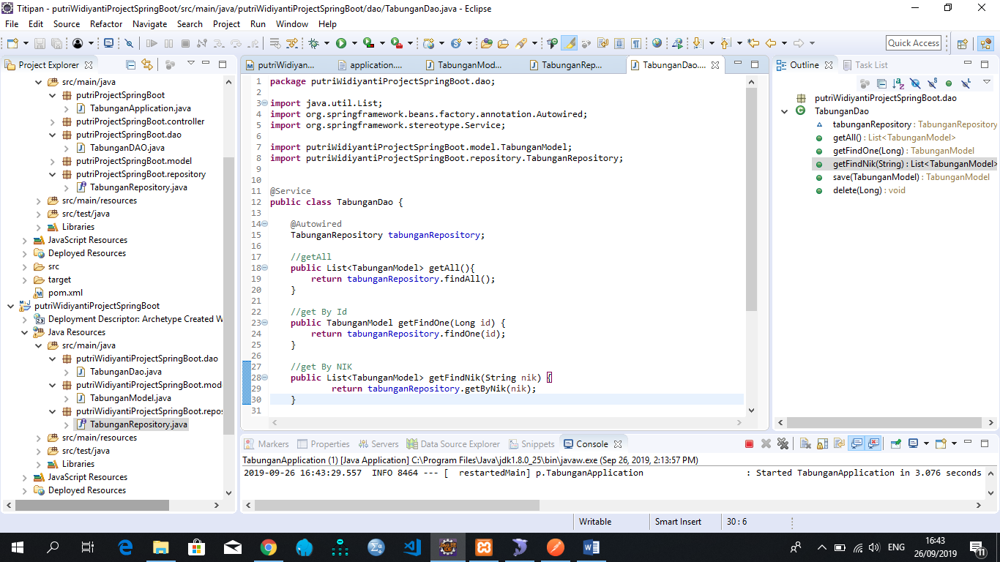 Titipan - putriWidiyantiProjectSpringBoot/src/main/java/putriWidiyantiProjectSpringBoot/dao/TabunganDao.java - Eclipse
File Edit Source Refactor Navigate Search Project Run Window Help
Quick Access
Project Explorer
src/main/java
putriProjectSpringBoot
TabunganApplication.java
putriProjectSpringBoot.controller
putriProjectSpringBoot.dao
TabunganDAO.java
putriProjectSpringBoot.model
putriProjectSpringBoot.repository
TabunganRepository.java
src/main/resources
src/test/java
Libraries
JavaScript Resources
Deployed Resources
src
target
pom.xml
putriWidiyantiProjectSpringBoot
Deployment Descriptor: Archetype Created W
Java Resources
src/main/java
putriWidiyantiProjectSpringBoot.dao
TabunganDao.java
putriWidiyantiProjectSpringBoot.mod
TabunganModel.java
putriWidiyantiProjectSpringBoot.repos
TabunganRepository.java
src/main/resources
src/test/java
Libraries
JavaScript Resources
Deployed Resources
putriWidiyan... application.... TabunganMod... TabunganRep... TabunganDao....
1 package putriWidiyantiProjectSpringBoot.dao;
2
3 import java.util.List;
4 import org.springframework.beans.factory.annotation.Autowired;
5 import org.springframework.stereotype.Service;
6
7 import putriWidiyantiProjectSpringBoot.model.TabunganModel;
8 import putriWidiyantiProjectSpringBoot.repository.TabunganRepository;
9
10
11 @Service
12 public class TabunganDao {
13
14 @Autowired
15 TabunganRepository tabunganRepository;
16
17 //getAll
18 public List<TabunganModel> getAll(){
19 return tabunganRepository.findAll();
20 }
21
22 //get By Id
23 public TabunganModel getFindOne(Long id) {
24 return tabunganRepository.findOne(id);
25 }
26
27 //get By NIK
28 public List<TabunganModel> getFindNik(String nik) {
29 return tabunganRepository.getByNik(nik);
30 }
31
Outline Task List
putriWidiyantiProjectSpringBoot.dao
TabunganDao
tabunganRepository : TabunganRepository
getAll() : List<TabunganModel>
getFindOne(Long) : TabunganModel
getFindNik(String) : List<TabunganModel>
save(TabunganModel) : TabunganModel
delete(Long) : void
Markers Properties Servers Data Source Explorer Snippets Console
TabunganApplication (1) [Java Application] C:\Program Files\Java\jdk1.8.0_25\bin\javaw.exe (Sep 26, 2019, 2:13:57 PM)
2019-09-26 16:43:29.557 INFO 8464 --- [ restartedMain] p.TabunganApplication : Started TabunganApplication in 3.076 seconds
Writable Smart Insert 30 : 6
ENG
16:43
26/09/2019
11